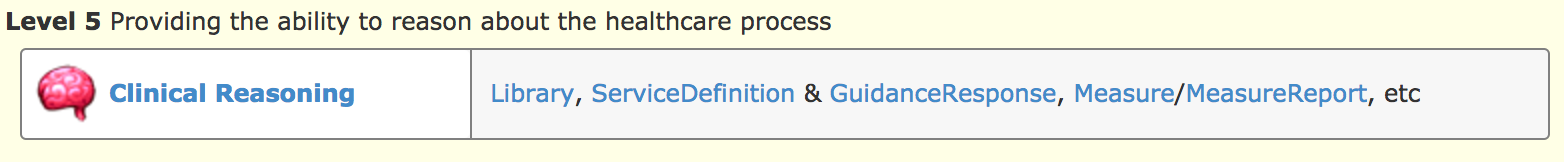 Level 5 Providing the ability to reason about the healthcare process
Clinical Reasoning
Library, ServiceDefinition & GuidanceResponse, Measure/MeasureReport, etc